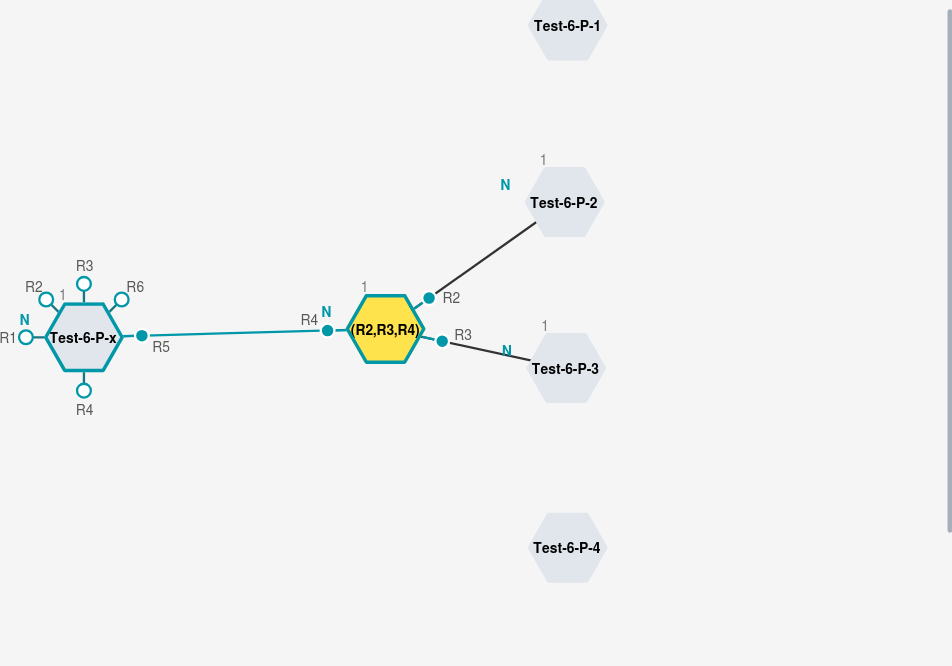 Test-6-P-1
1
N
Test-6-P-2
R3
R2
1
R6
N
R1
Test-6-P-x
R5
R4
1
N
R4
(R2,R3,R4)
R2
R3
1
N
Test-6-P-3
Test-6-P-4